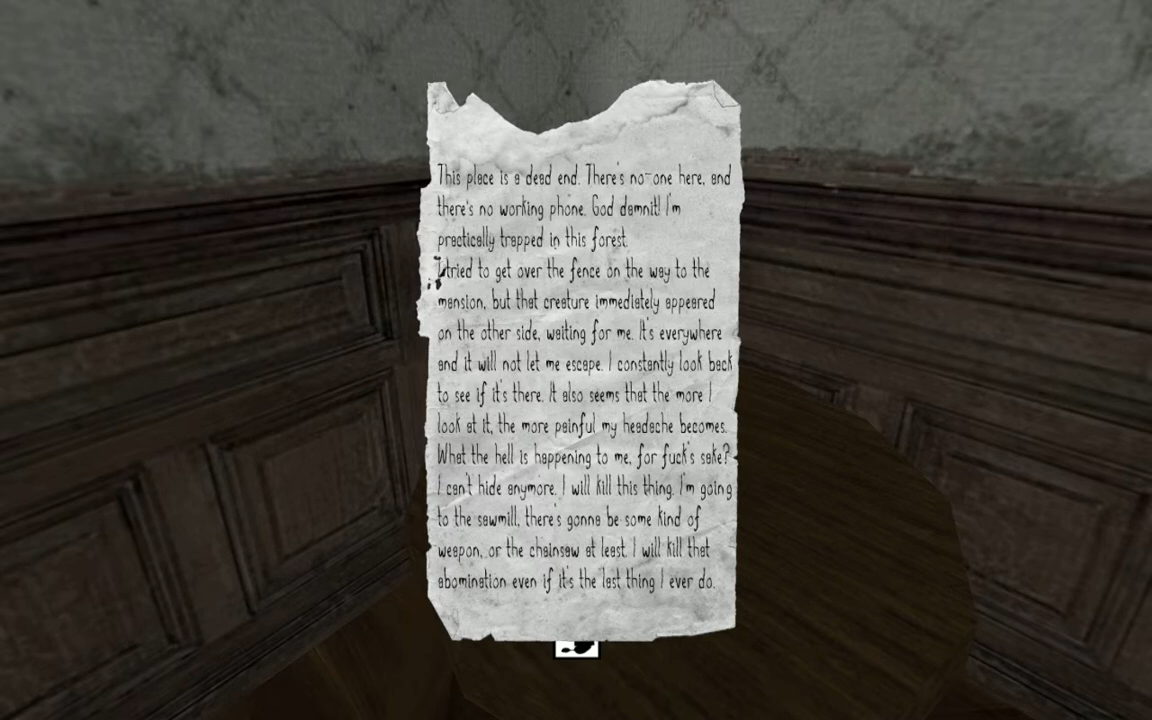 This place is a dead end. There's no-one here, and
there's no working phone. God damnit! I'm
practically trapped in this forest.
I tried to get over the fence on the way to the
mansion, but that creature immediately appeared
on the other side, waiting for me. It's everywhere
and it will not let me escape. I constantly look back
to see if it's there. It also seems that the more I
look at it, the more painful my headache becomes.
What the hell is happening to me, for fuck's sake?
I can't hide anymore. I will kill this thing. I'm going
to the sawmill, there's gonna be some kind of
weapon, or the chainsaw at least. I will kill that
abomination even if it's the last thing I ever do.